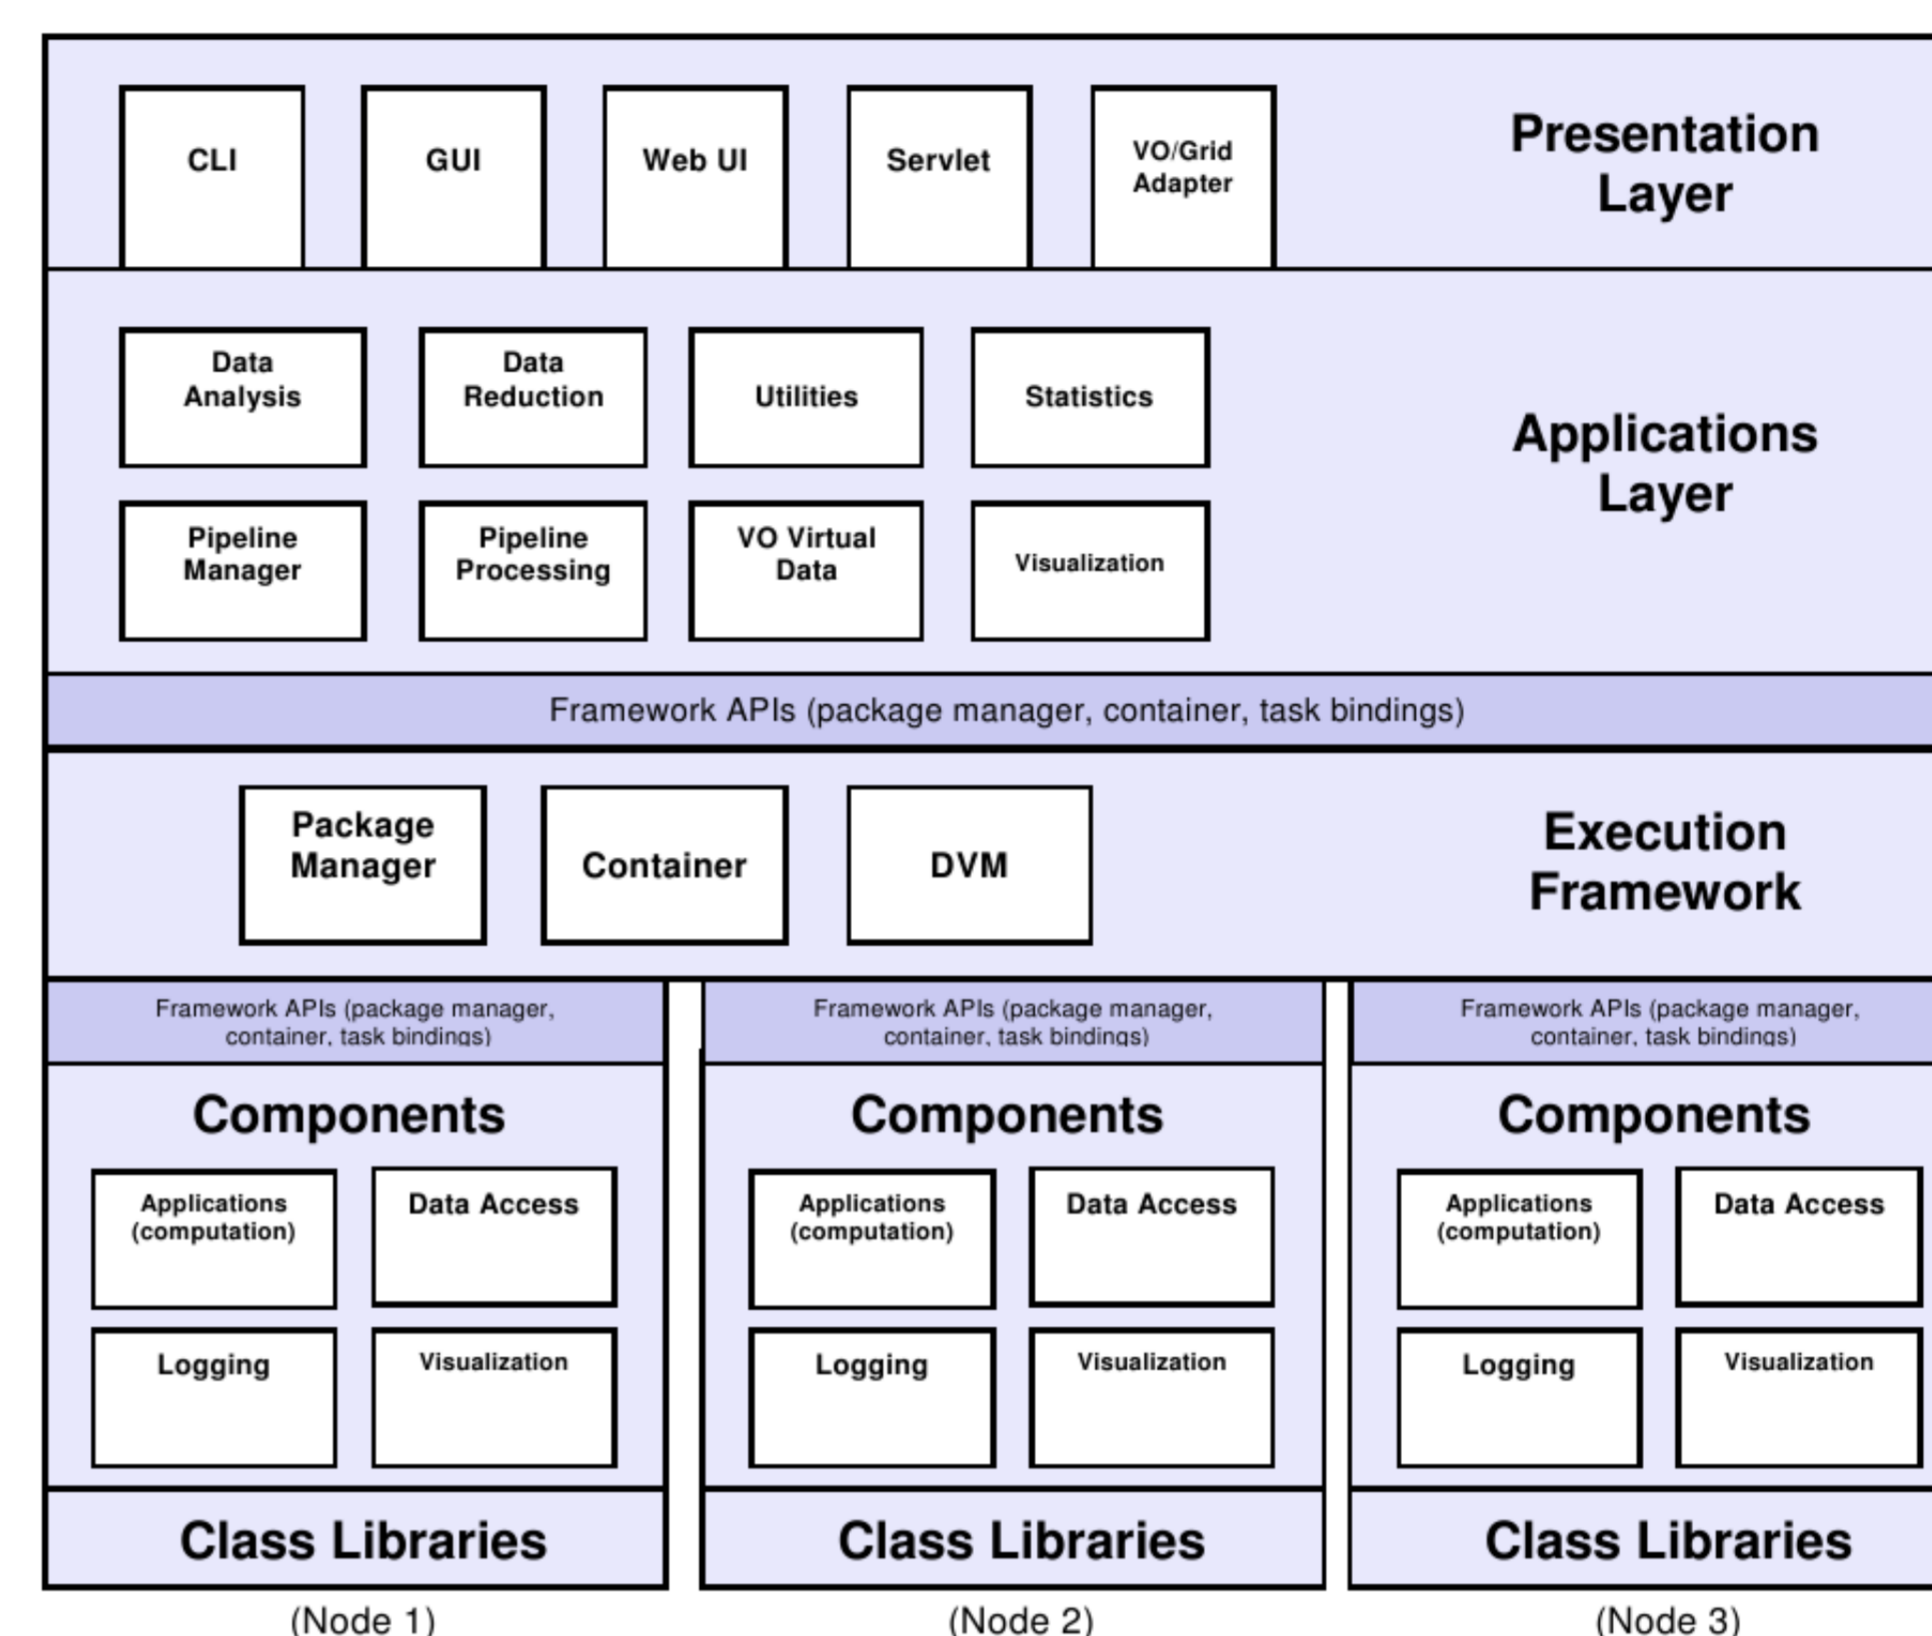 CLI
GUI
Web UI
Servlet
VO/Grid
Adapter
Presentation
Layer
Data
Analysis
Data
Reduction
Utilities
Statistics
Applications
Layer
Pipeline
Manager
Pipeline
Processing
VO Virtual
Data
Visualization
Framework APIs (package manager, container, task bindings)
Package
Manager
Container
DVM
Execution
Framework
Framework APIs (package manager,
container, task bindings)
Components
Applications
(computation)
Data Access
Logging
Visualization
Class Libraries
(Node 1)
Framework APIs (package manager,
container, task bindings)
Components
Applications
(computation)
Data Access
Logging
Visualization
Class Libraries
(Node 2)
Framework APIs (package manager,
container, task bindings)
Components
Applications
(computation)
Data Access
Logging
Visualization
Class Libraries
(Node 3)